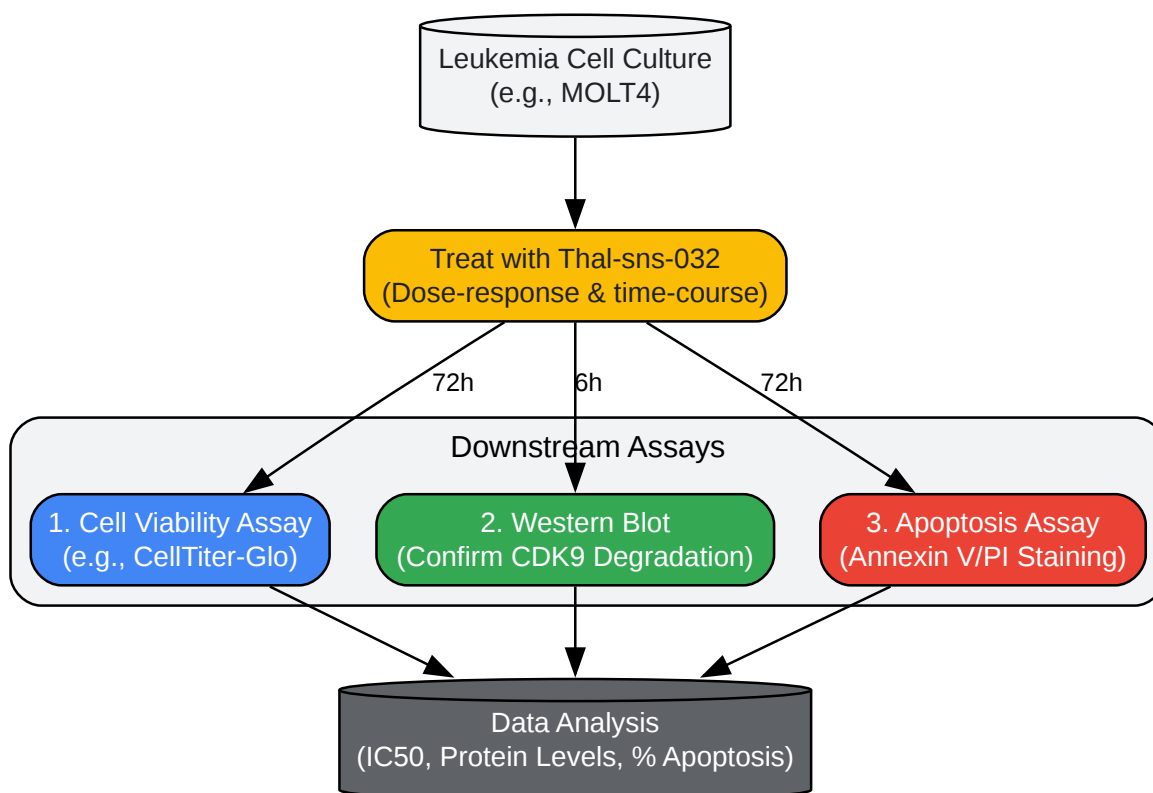 Leukemia Cell Culture
(e.g., MOLT4)
Treat with Thal-sns-032
(Dose-response & time-course)
72h
6h
72h
Downstream Assays
1. Cell Viability Assay
(e.g., CellTiter-Glo)
2. Western Blot
(Confirm CDK9 Degradation)
3. Apoptosis Assay
(Annexin V/PI Staining)
Data Analysis
(IC50, Protein Levels, % Apoptosis)